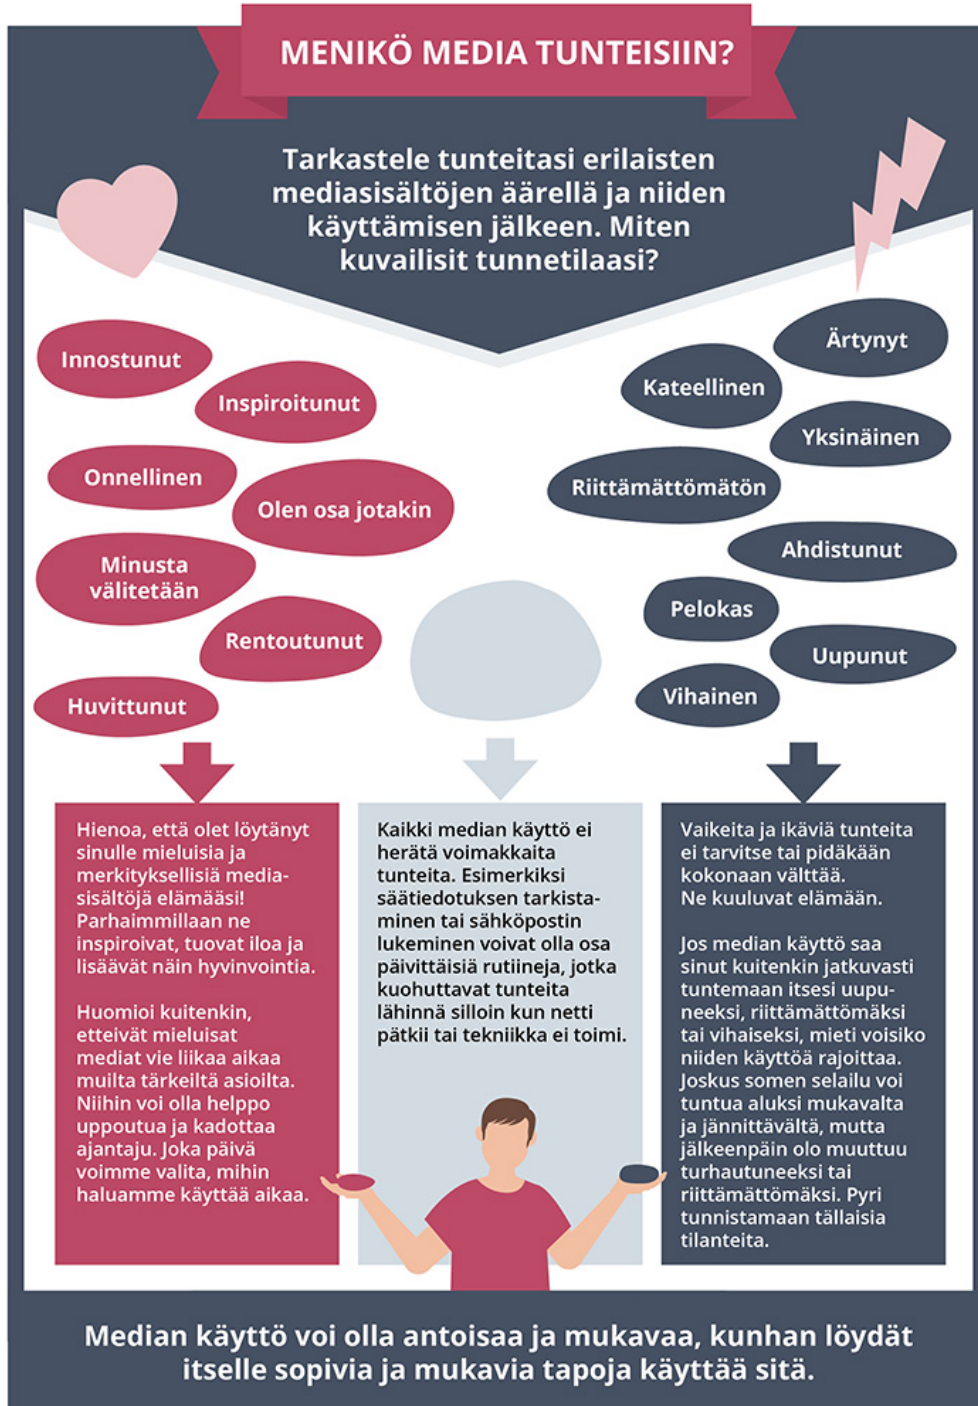 MENIKÖ MEDIA TUNTEISIIN?
Tarkastele tunteitasi erilaisten
mediasisältöjen äärellä ja niiden
käyttämisen jälkeen. Miten
kuvailisit tunnetilaasi?
Innostunut
Inspiroitunut
Onnellinen
Olen osa jotakin
Minusta
välitetään
Rentoutunut
Huvittunut
Ärtynyt
Kateellinen
Yksinäinen
Riittämättömätön
Ahdistunut
Pelokas
Uupunut
Vihainen
Hienoa, että olet löytänyt
sinulle mieluisia ja
merkityksellisiä media-
sisältöjä elämääsi!
Parhaimmillaan ne
inspiroivat, tuovat iloa ja
lisäävät näin hyvinvointia.
Huomioi kuitenkin,
etteivät mieluisat
mediat vie liikaa aikaa
muilta tärkeiltä asioilta.
Niihin voi olla helppo
uppoutua ja kadottaa
ajantaju. Joka päivä
voimme valita, mihin
haluamme käyttää aikaa.
Kaikki median käyttö ei
herätä voimakkaita
tunteita. Esimerkiksi
säätiedotuksen tarkista-
minen tai sähköpostin
lukeminen voivat olla osa
päivittäisiä rutiineja, jotka
kuohuttavat tunteita
lähinnä silloin kun netti
pätkii tai tekniikka ei toimi.
Vaikeita ja ikäviä tunteita
ei tarvitse tai pidäkään
kokonaan välttää.
Ne kuuluvat elämään.
Jos median käyttö saa
sinut kuitenkin jatkuvasti
tuntemaan itsesi uupu-
neeksi, riittämättömäksi
tai vihaiseksi, mieti voisiko
niiden käyttöä rajoittaa.
Joskus somen selailu voi
tuntua aluksi mukavalta
ja jännittävältä, mutta
jälkeenpäin olo muuttuu
turhautuneeksi tai
riittämättömäksi. Pyri
tunnistamaan tällaisia
tilanteita.
Median käyttö voi olla antoisaa ja mukavaa, kunhan löydät
itselle sopivia ja mukavia tapoja käyttää sitä.